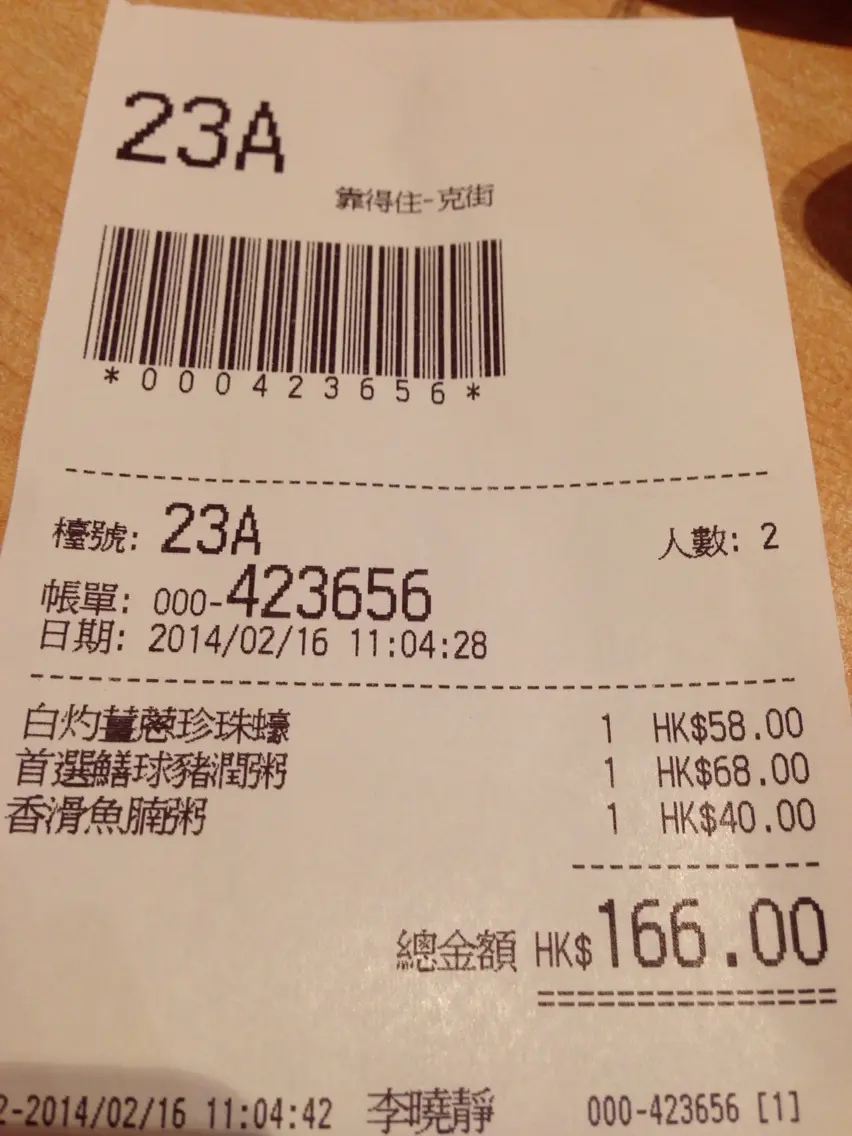 23A
靠得住-克街
*000423656*
檯號: 23A 人數: 2
帳單: 000-423656
日期: 2014/02/16 11:04:28
白灼薑蔥珍珠蠔 1 HK$58.00
首選鱔球豬潤粥 1 HK$68.00
香滑魚腩粥 1 HK$40.00
總金額 HK$166.00
2-2014/02/16 11:04:42 李曉靜 000-423656 [1]